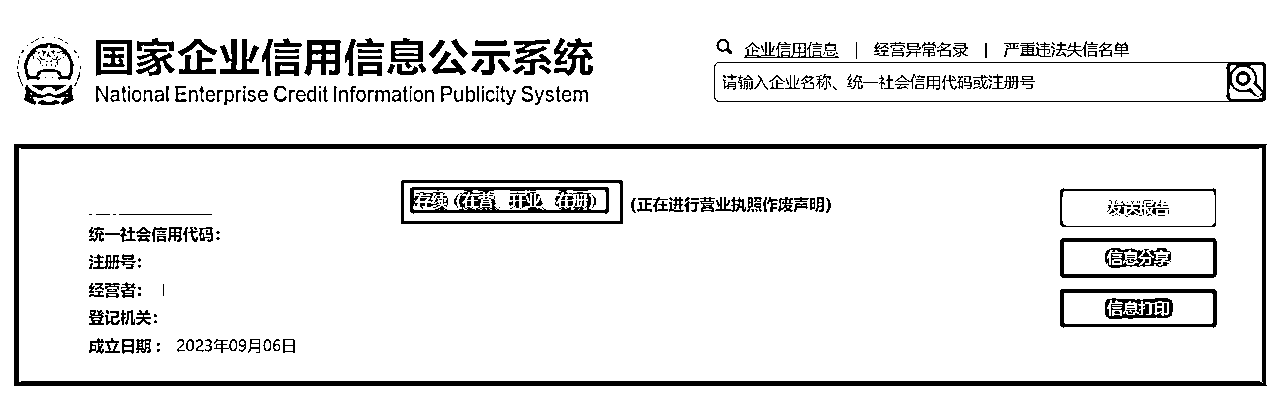 国家企业信用信息公示系统
National Enterprise Credit Information Publicity System
企业信用信息 | 经营异常名录 | 严重违法失信名单
请输入企业名称、统一社会信用代码或注册号
存续（在营、开业、在册） (正在进行营业执照作废声明)
发送报告
统一社会信用代码：
信息分享
注册号：
经营者：
信息打印
登记机关：
成立日期： 2023年09月06日